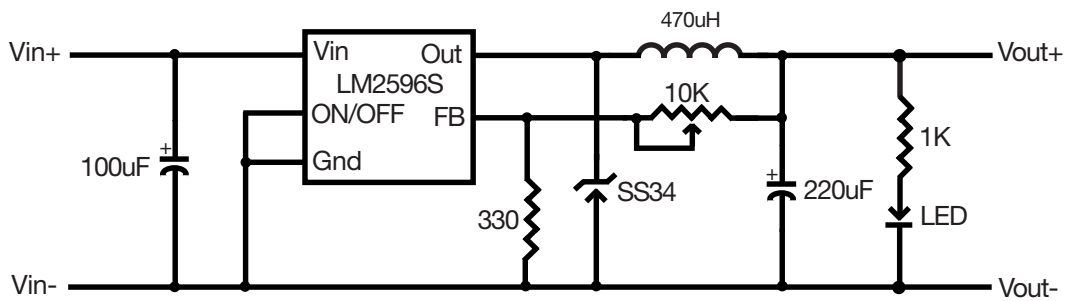 470uH
Vin+
Vin
Out
Vout+
LM2596S
10K
ON/OFF
FB
1K
+
100uF
Gnd
+
SS34
220uF
330
LED
Vin-
Vout-